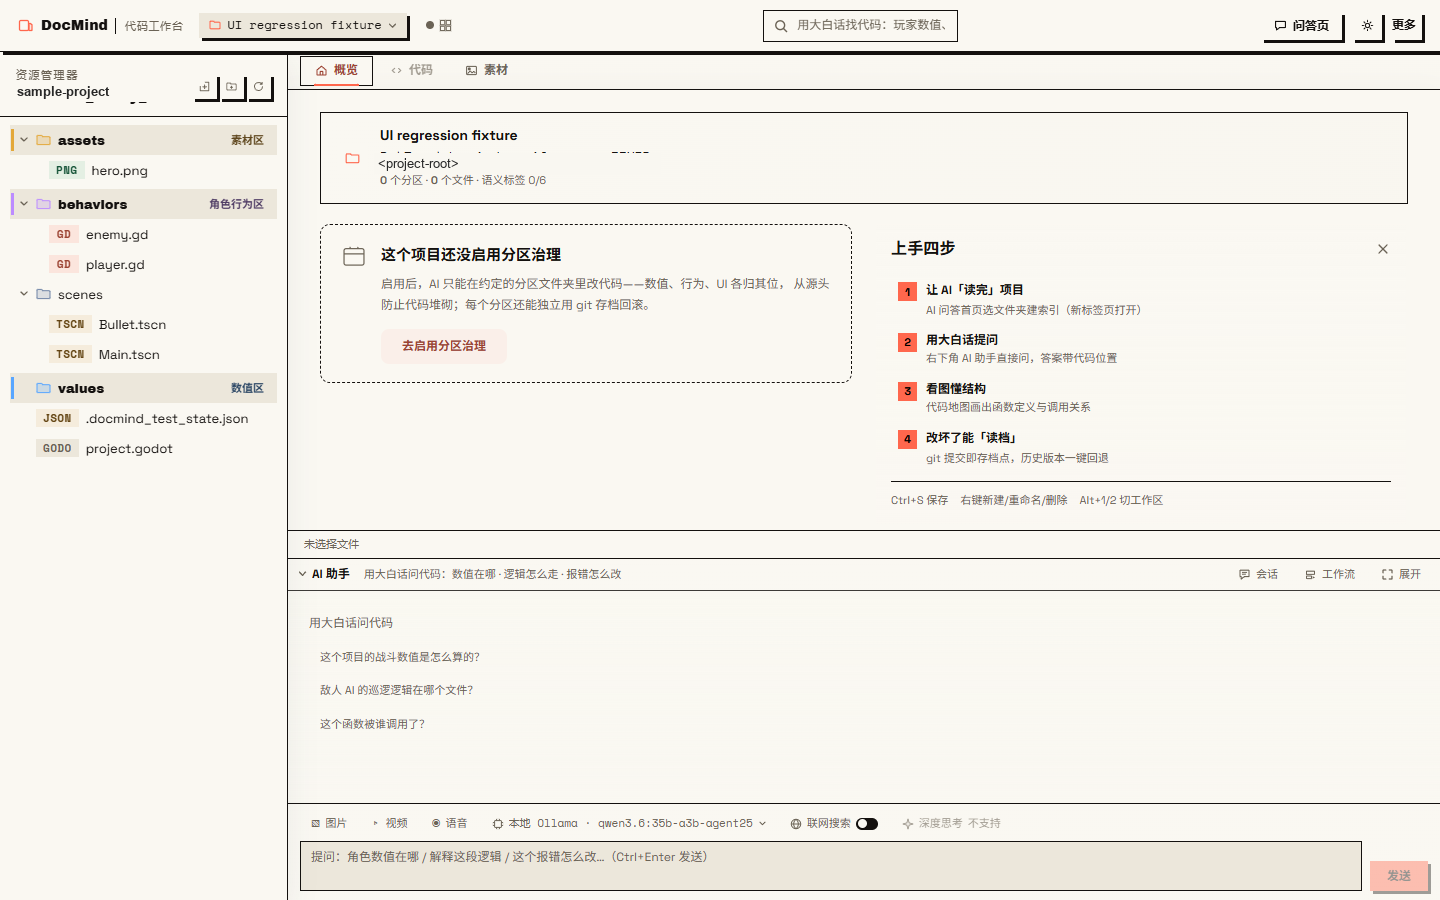 DocMind
代码工作台
UI regression fixture
用大白话找代码：玩家数值、
问答页
更多
资源管理器
sample-project
assets
素材区
PNG hero.png
behaviors
角色行为区
GD enemy.gd
GD player.gd
scenes
TSCN Bullet.tscn
TSCN Main.tscn
values
数值区
JSON .docmind_test_state.json
GODO project.godot
概览
代码
素材
UI regression fixture
<project-root>
0 个分区 · 0 个文件 · 语义标签 0/6
这个项目还没启用分区治理
启用后，AI 只能在约定的分区文件夹里改代码——数值、行为、UI 各归其位， 从源头
防止代码堆砌；每个分区还能独立用 git 存档回滚。
去启用分区治理
上手四步
1 让 AI「读完」项目
AI 问答首页选文件夹建索引（新标签页打开）
2 用大白话提问
右下角 AI 助手直接问，答案带代码位置
3 看图懂结构
代码地图画出函数定义与调用关系
4 改坏了能「读档」
git 提交即存档点，历史版本一键回退
Ctrl+S 保存 右键新建/重命名/删除 Alt+1/2 切工作区
未选择文件
AI 助手
用大白话问代码：数值在哪 · 逻辑怎么走 · 报错怎么改
会话
工作流
展开
用大白话问代码
这个项目的战斗数值是怎么算的？
敌人 AI 的巡逻逻辑在哪个文件？
这个函数被谁调用了？
图片
视频
语音
本地 Ollama · qwen3.6:35b-a3b-agent25
联网搜索
深度思考 不支持
提问：角色数值在哪 / 解释这段逻辑 / 这个报错怎么改…（Ctrl+Enter 发送）
发送